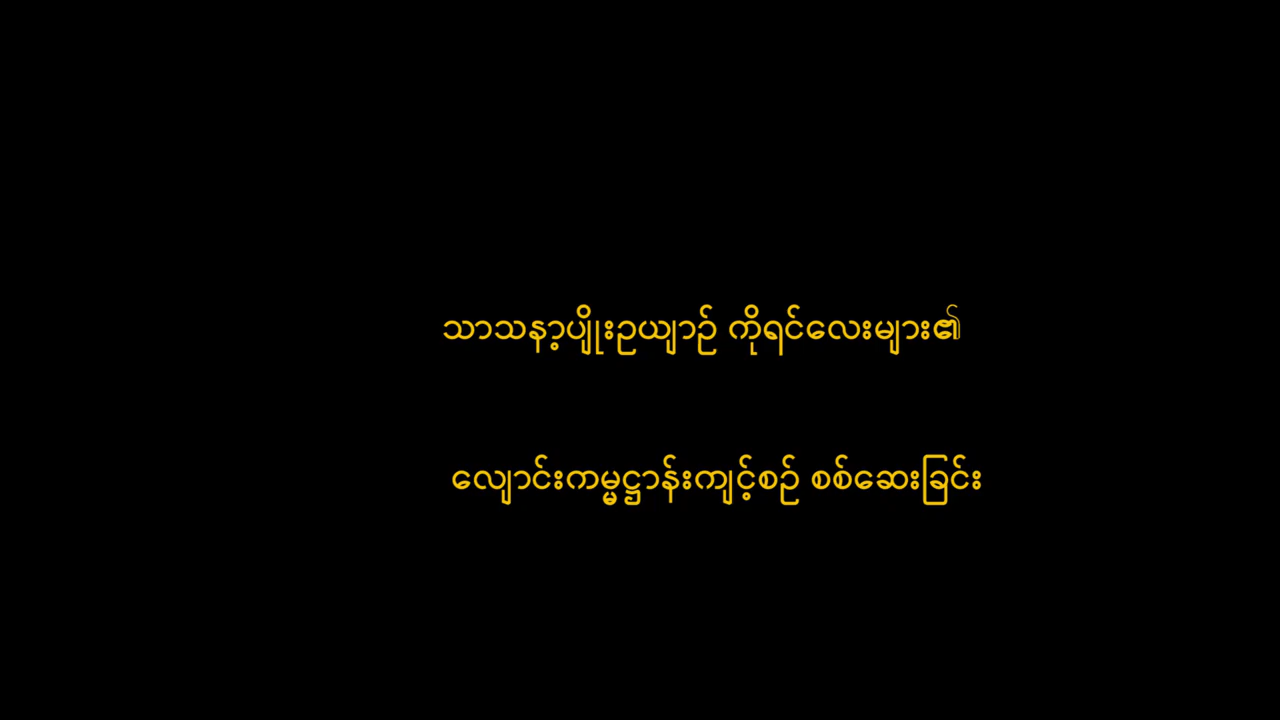 သာသနာ့ပျိုးဥယျာဉ် ကိုရင်လေးများ၏
လျောင်းကမ္မဋ္ဌာန်းကျင့်စဉ် စစ်ဆေးခြင်း